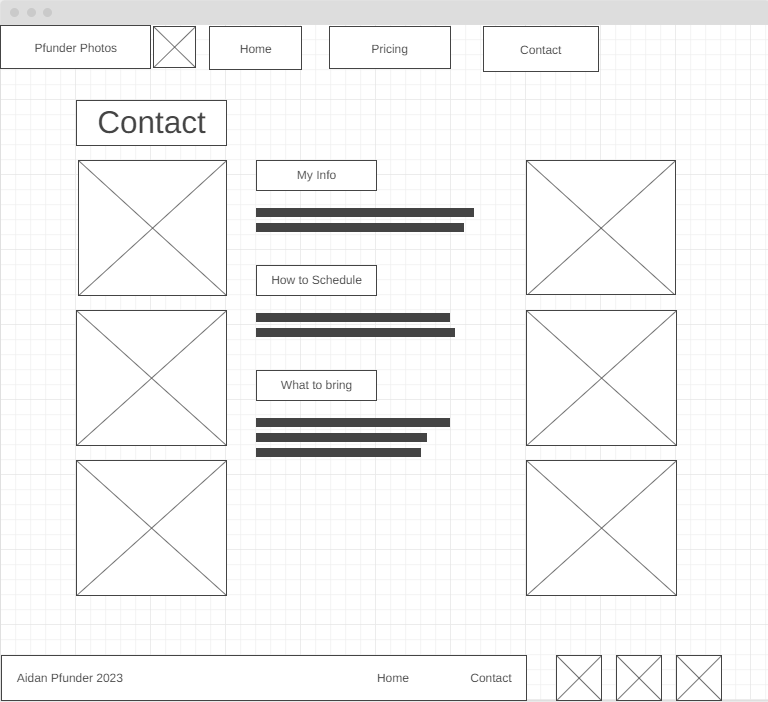 Pfunder Photos
Home
Pricing
Contact
Contact
My Info
How to Schedule
What to bring
Aidan Pfunder 2023
Home
Contact